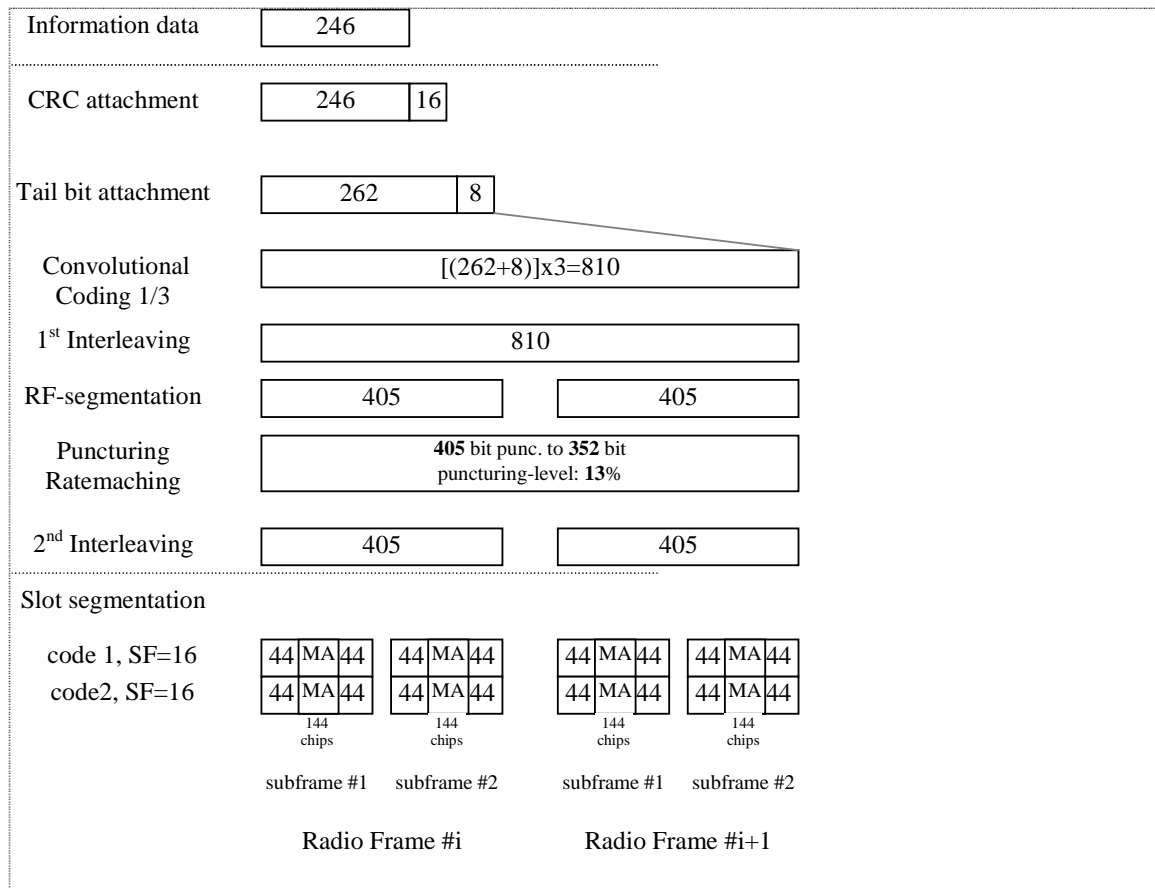 Information data 246
CRC attachment 246 16
Tail bit attachment 262 8
Convolutional
Coding 1/3
[(262+8)]x3=810
1st Interleaving 810
RF-segmentation 405 405
Puncturing
Ratemaching
405 bit punc. to 352 bit
puncturing-level: 13%
2nd Interleaving 405 405
Slot segmentation
code 1, SF=16 44 MA 44 44 MA 44 44 MA 44 44 MA 44
code2, SF=16 44 MA 44 44 MA 44 44 MA 44 44 MA 44
144 144 144 144
chips chips chips chips
subframe #1 subframe #2 subframe #1 subframe #2
Radio Frame #i Radio Frame #i+1